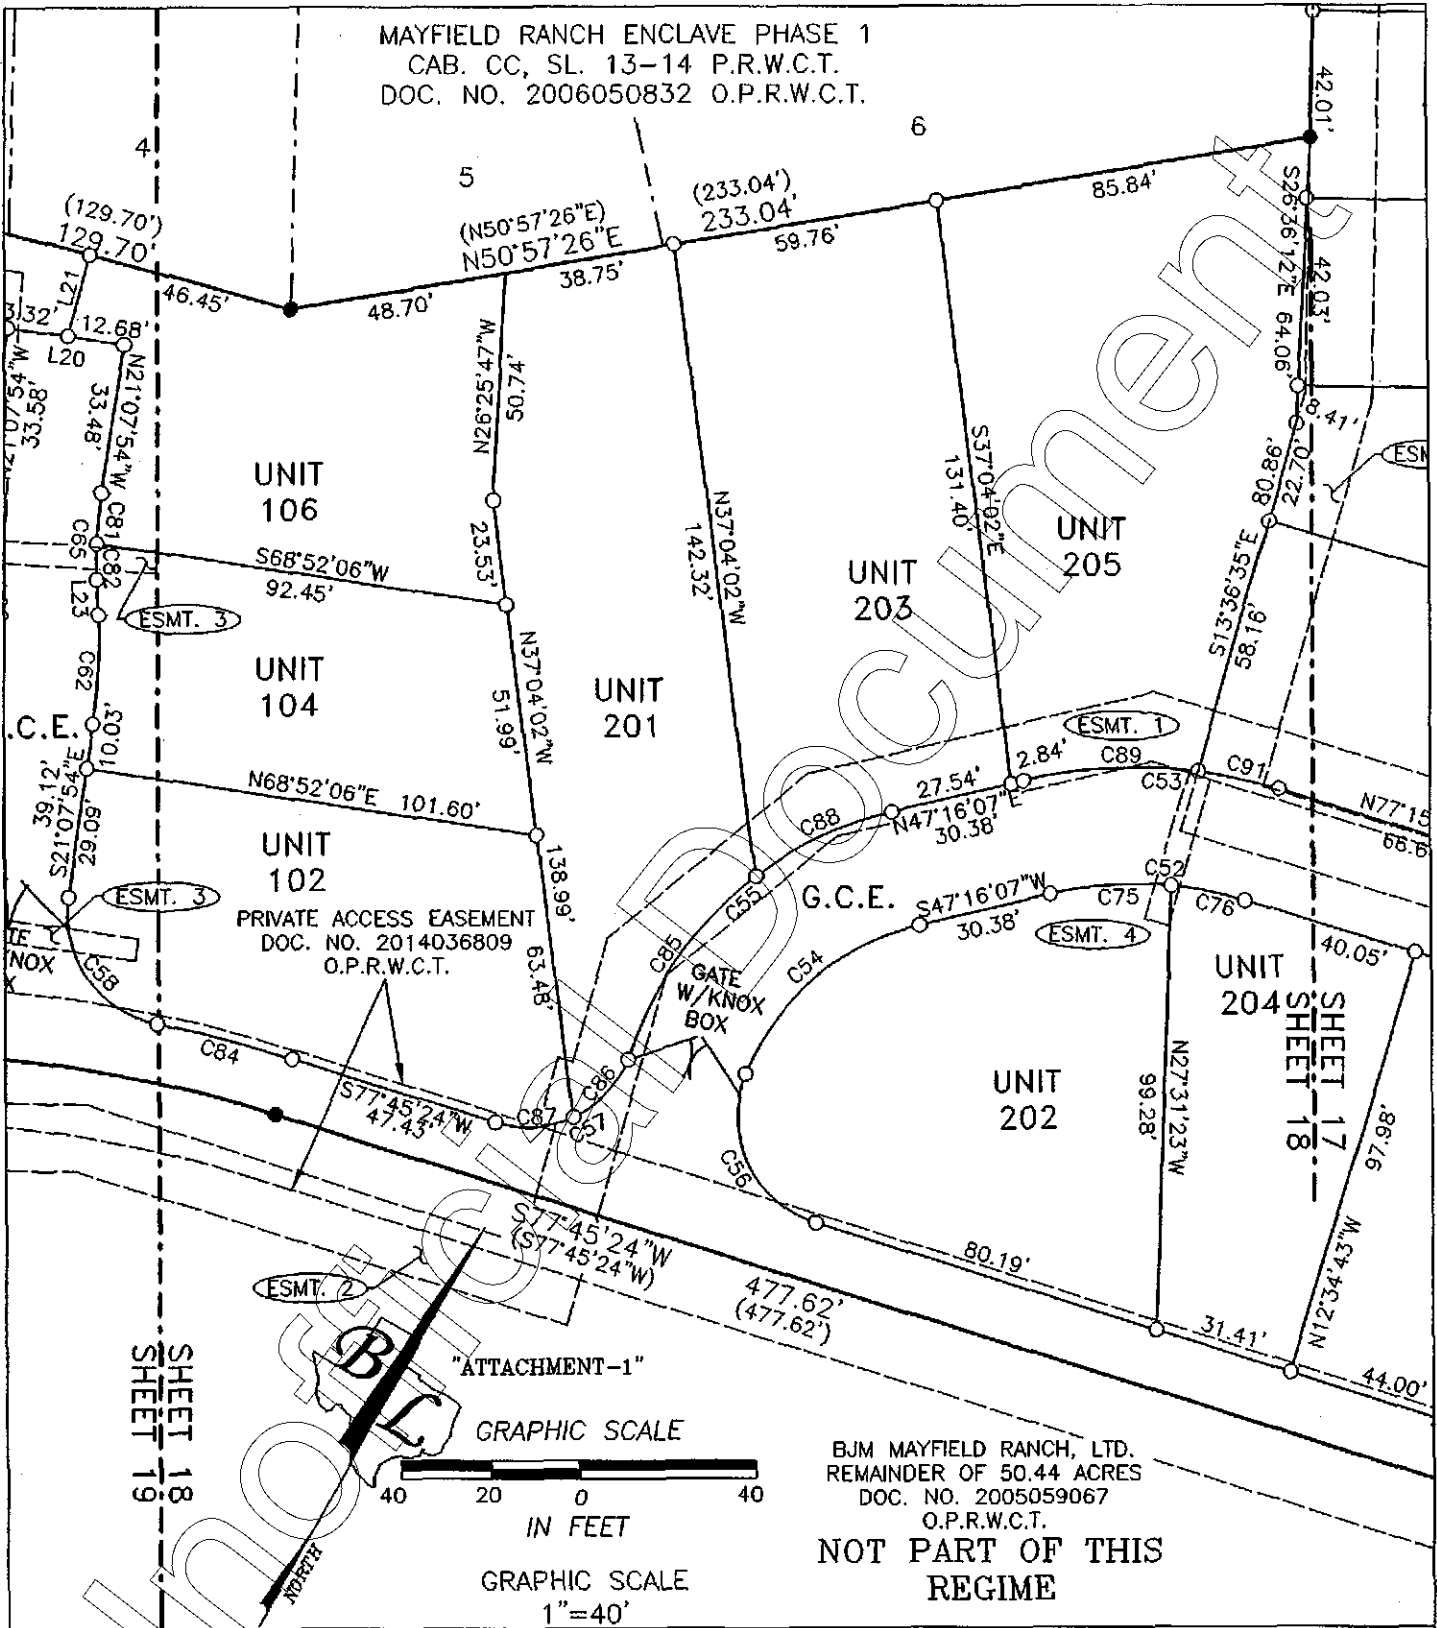 MAYFIELD RANCH ENCLAVE PHASE 1
CAB. CC, SL. 13-14 P.R.W.C.T.
DOC. NO. 2006050832 O.P.R.W.C.T.
4
5
6
42.01'
(129.70')
129.70'
46.45'
48.70'
(N50°57'26"E)
N50°57'26"E
38.75'
(233.04')
233.04'
59.76'
85.84'
S26°36'12"E 64.06'
42.03'
8.41'
L21
3.32'
12.68'
L20
33.58'
N21°07'54"W
33.48'
C81
C65
C82
L23
C62
N26°25'47"W
50.74'
23.53'
UNIT
106
S68°52'06"W
92.45'
ESMT. 3
UNIT
104
N37°04'02"W
51.99'
UNIT
201
N37°04'02"W
142.32'
UNIT
203
S37°04'02"E
131.40'
UNIT
205
80.86'
22.70'
S13°36'35"E
58.16'
.C.E.
10.03'
S21°07'54"E
39.12'
29.09'
N68°52'06"E 101.60'
UNIT
102
ESMT. 3
PRIVATE ACCESS EASEMENT
DOC. NO. 2014036809
O.P.R.W.C.T.
138.99'
63.48'
ESMT. 1
2.84'
C89
C53
C91
N77°15
27.54'
N47°16'07"E
30.38'
C88
C55
C85
G.C.E.
S47°16'07"W
30.38'
C75
C52
C76
ESMT. 4
40.05'
UNIT
204
C54
GATE
W/KNOX
BOX
NOX
C58
C84
S77°45'24"W
47.43'
C87
C86
C57
C56
UNIT
202
N27°31'23"W
99.28'
SHEET 17
SHEET 18
97.98'
N12°34'43"W
80.19'
31.41'
44.00'
S77°45'24"W
(S77°45'24"W)
477.62'
(477.62')
ESMT. 2
SHEET 18
SHEET 19
B
L
"ATTACHMENT-1"
GRAPHIC SCALE
40 20 0 40
IN FEET
GRAPHIC SCALE
1"=40'
NORTH
BJM MAYFIELD RANCH, LTD.
REMAINDER OF 50.44 ACRES
DOC. NO. 2005059067
O.P.R.W.C.T.
NOT PART OF THIS
REGIME
Unofficial Document